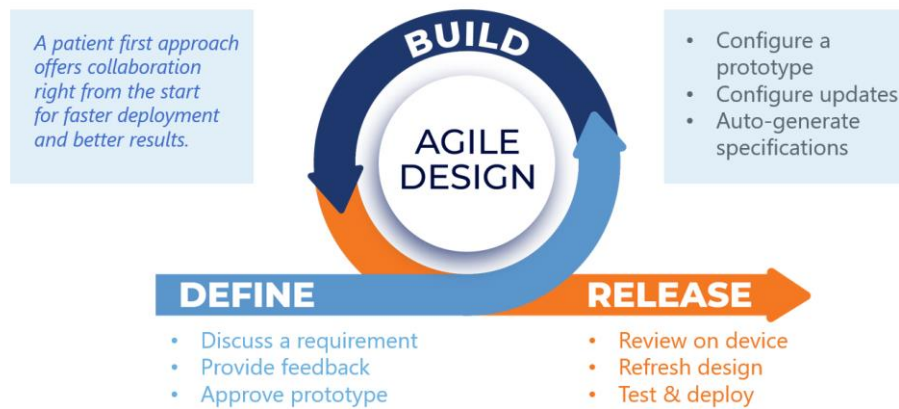 A patient first approach
offers collaboration
right from the start
for faster deployment
and better results.
BUILD
• Configure a
prototype
• Configure updates
• Auto-generate
specifications
AGILE
DESIGN
DEFINE
• Discuss a requirement
• Provide feedback
• Approve prototype
RELEASE
• Review on device
• Refresh design
• Test & deploy